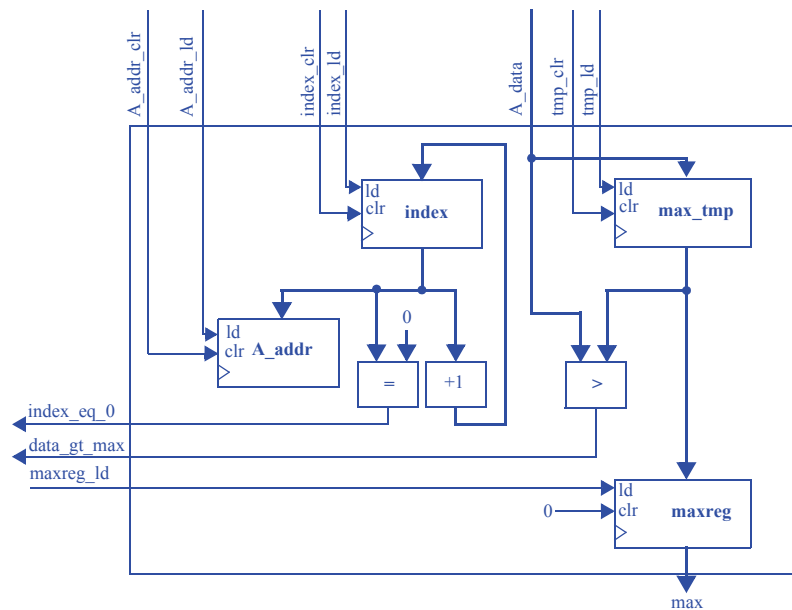 A_addr_clr
A_addr_ld
index_clr
index_ld
A_data
tmp_clr
tmp_ld
ld
clr
index
ld
clr
max_tmp
0
ld
clr
A_addr
=
+1
>
index_eq_0
data_gt_max
maxreg_ld
ld
0
clr
maxreg
max